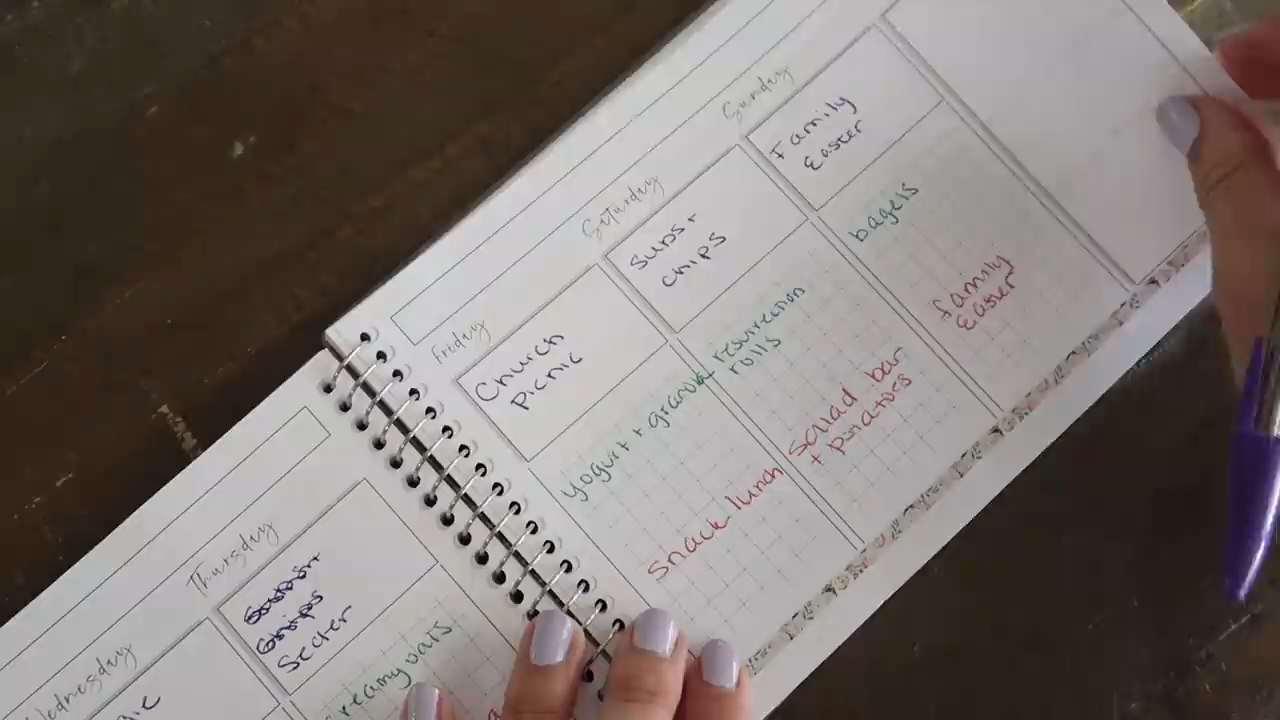 Wednesday
Thursday
Seder
creamy oats
Friday
Church
Picnic
yogurt + granola
Snack lunch
Saturday
Subs +
chips
resurrection
rolls
Salad bar
+ potatoes
Sunday
Family
Easter
bagels
family
Easter